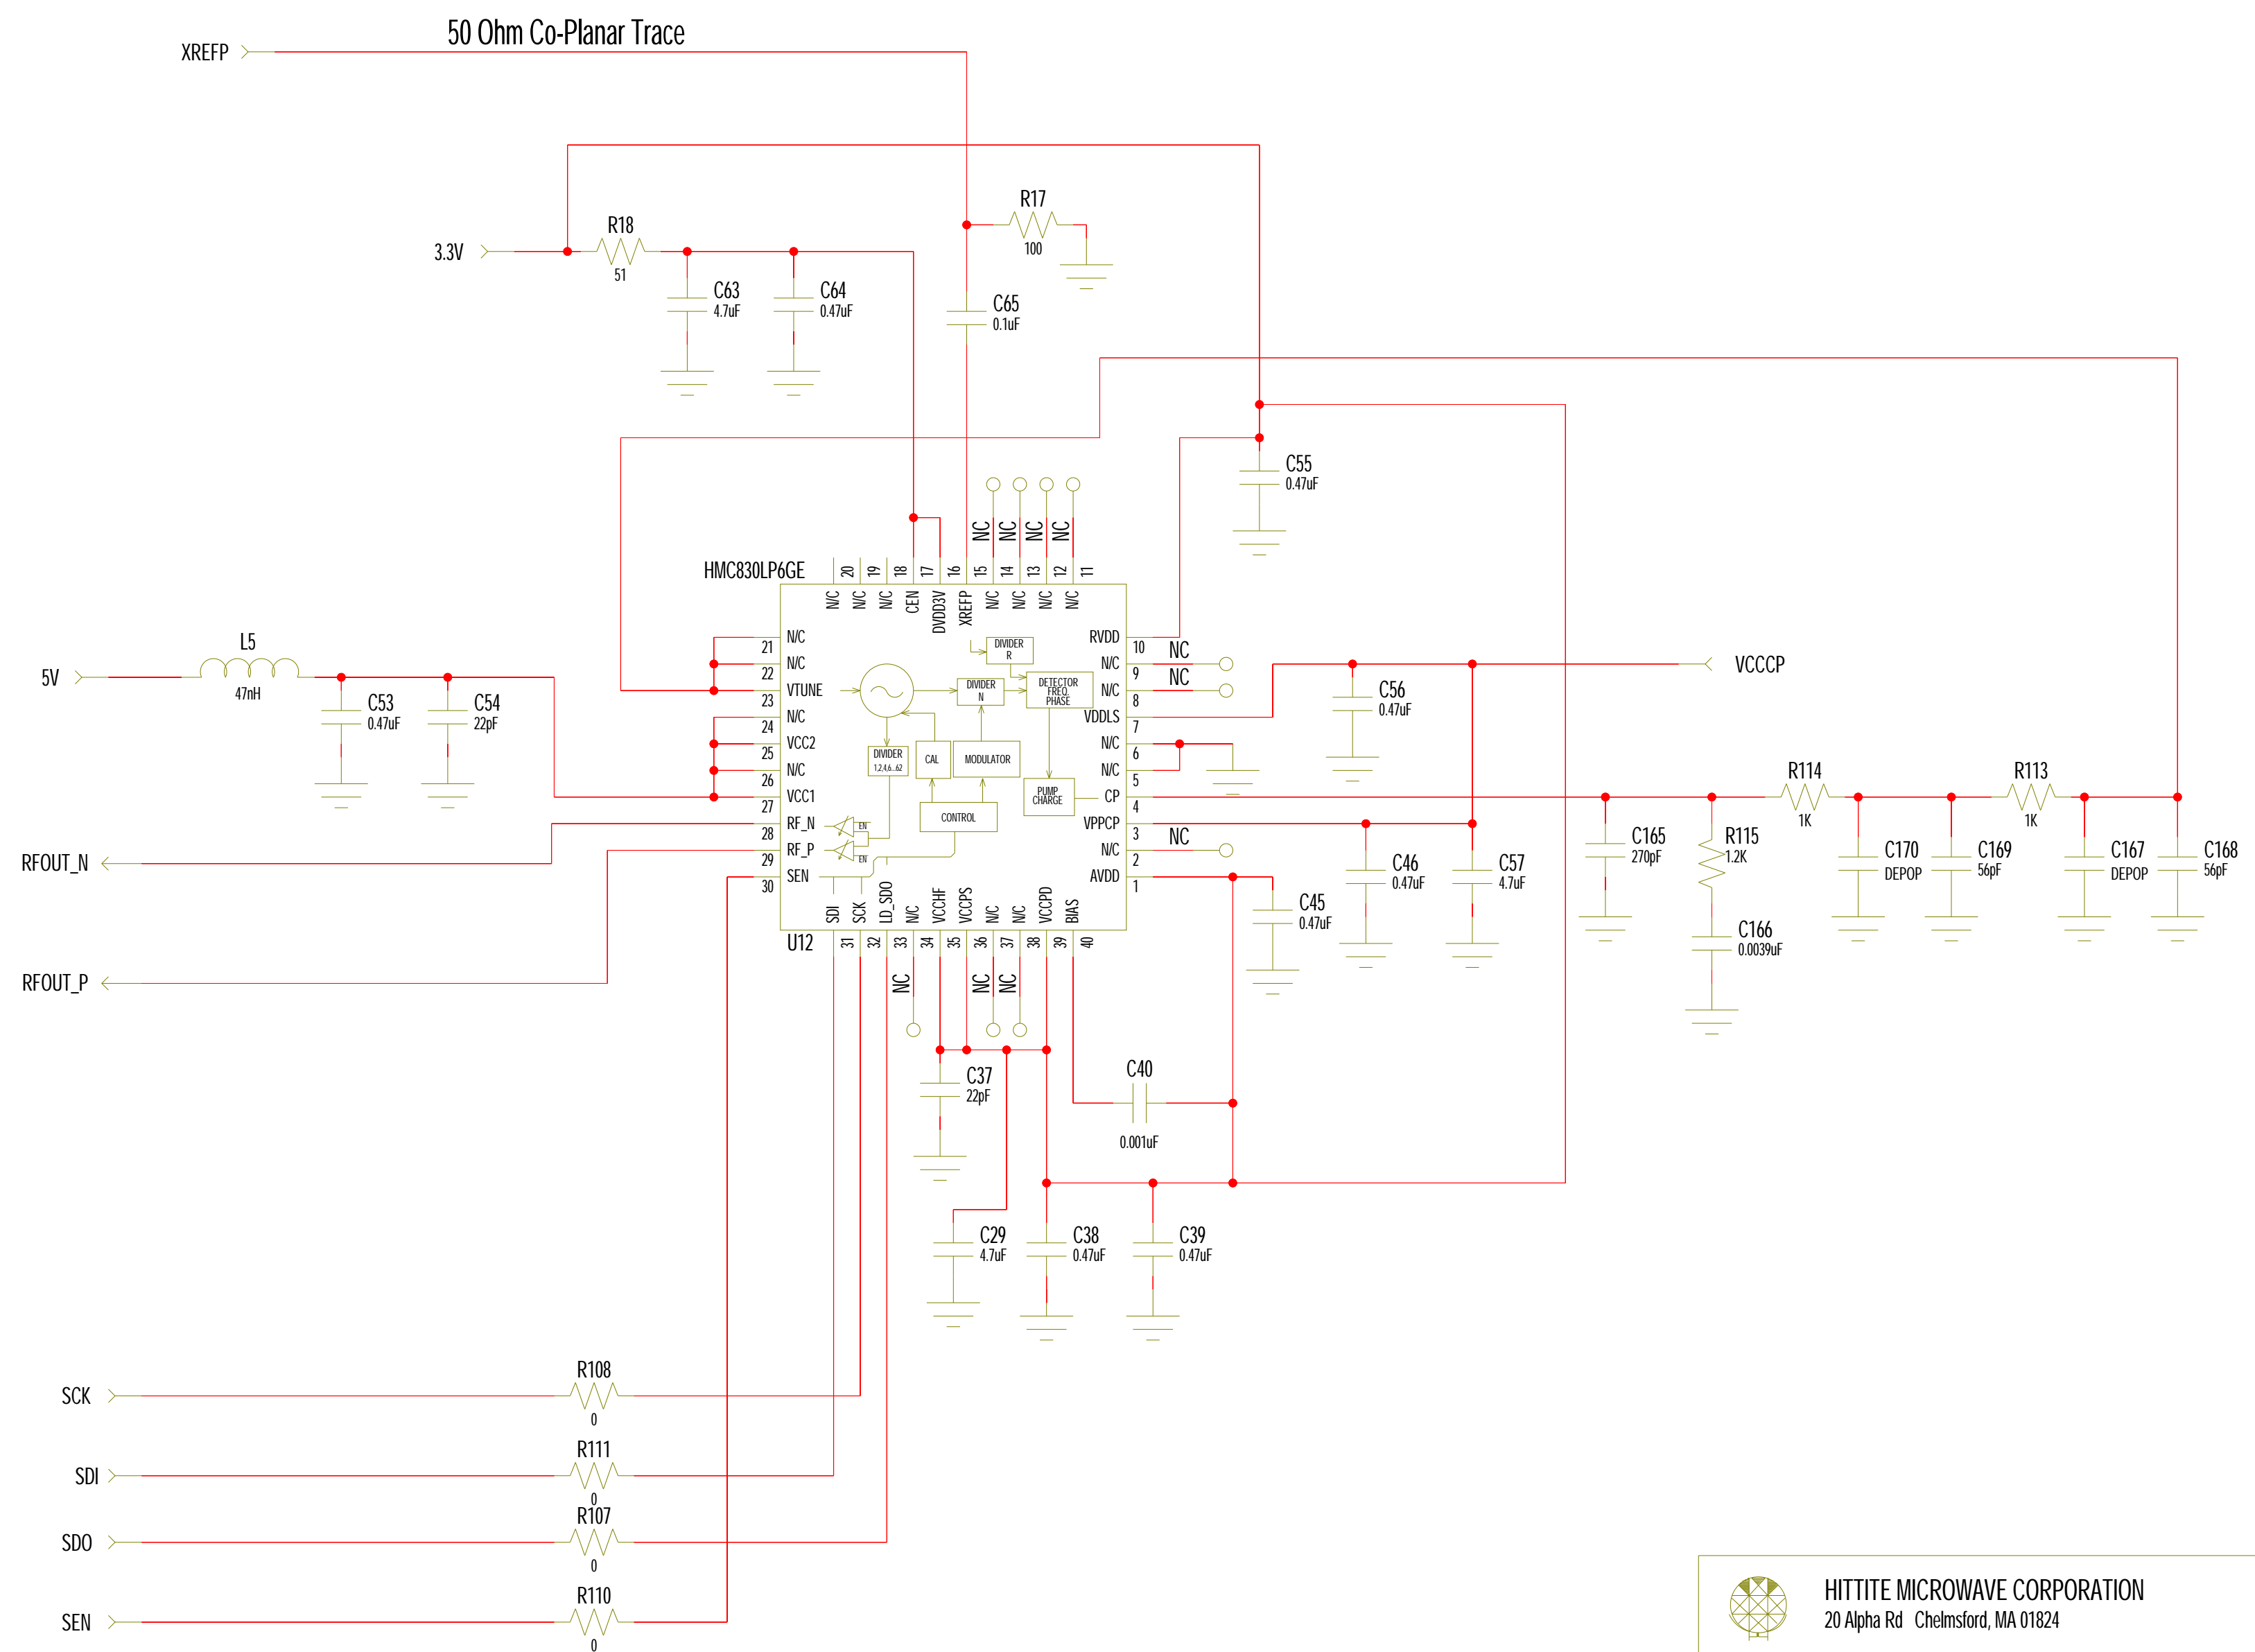 50 Ohm Co-Planar Trace
XREFP
R17
100
3.3V
R18
51
C63
4.7uF
C64
0.47uF
C65
0.1uF
C55
0.47uF
NC
NC
NC
NC
HMC830LP6GE
20
19
18
17
16
15
14
13
12
11
N/C
N/C
N/C
CEN
DVDD3V
XREFP
N/C
N/C
N/C
N/C
5V
L5
47nH
C53
0.47uF
C54
22pF
N/C
21
N/C
22
VTUNE
23
N/C
24
VCC2
25
N/C
26
VCC1
27
RF_N
28
RF_P
29
SEN
30
DIVIDER
R
DIVIDER
N
DETECTOR
FREQ.
PHASE
DIVIDER
1,2,4,6...62
CAL
MODULATOR
PUMP
CHARGE
CONTROL
EN
EN
RVDD
10
NC
N/C
9
NC
N/C
8
VDDLS
7
N/C
6
N/C
5
CP
4
VPPCP
3
NC
N/C
2
AVDD
1
VCCCP
C56
0.47uF
C46
0.47uF
C57
4.7uF
C45
0.47uF
R114
1K
R113
1K
C165
270pF
R115
1.2K
C166
0.0039uF
C170
DEPOP
C169
56pF
C167
DEPOP
C168
56pF
RFOUT_N
RFOUT_P
SDI
SCK
LD_SDO
N/C
VCCHF
VCCPS
N/C
N/C
VCCPD
BIAS
U12
31
32
33
34
35
36
37
38
39
40
NC
NC
NC
C37
22pF
C40
0.001uF
C29
4.7uF
C38
0.47uF
C39
0.47uF
SCK
R108
0
SDI
R111
0
SDO
R107
0
SEN
R110
0
HITTITE MICROWAVE CORPORATION
20 Alpha Rd Chelmsford, MA 01824